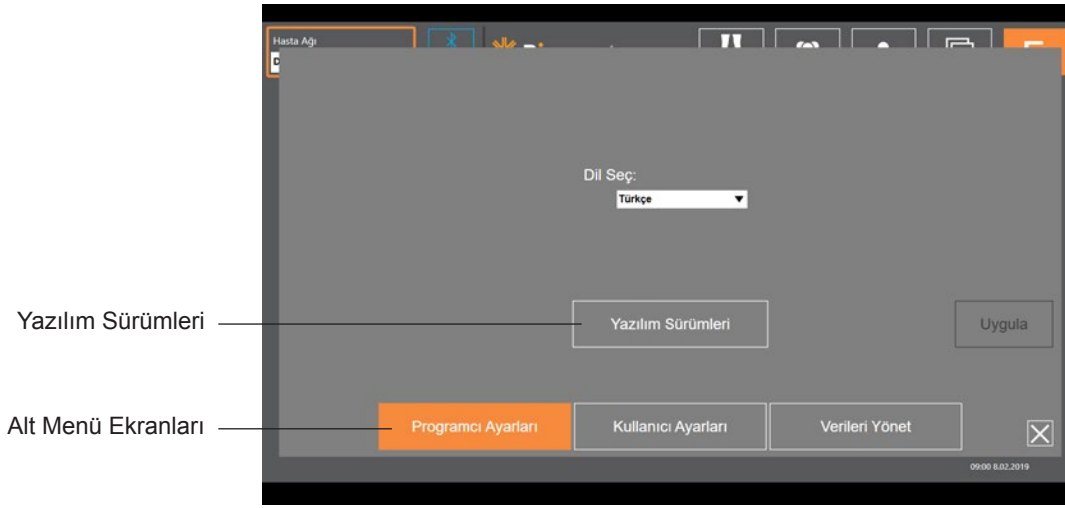 Hasta Ağı
Dil Seç:
Türkçe
Yazılım Sürümleri
Yazılım Sürümleri
Uygula
Alt Menü Ekranları
Programcı Ayarları
Kullanıcı Ayarları
Verileri Yönet
09:00 8.02.2019